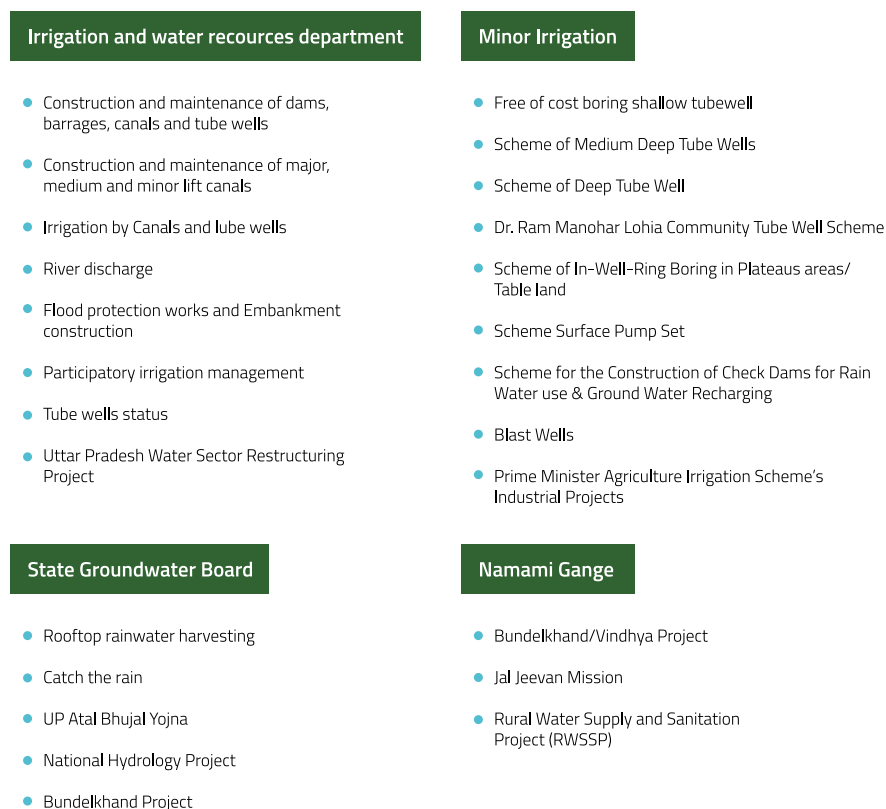 Irrigation and water recources department
Construction and maintenance of dams,
barrages, canals and tube wells
Construction and maintenance of major,
medium and minor lift canals
Irrigation by Canals and lube wells
River discharge
Flood protection works and Embankment
construction
Participatory irrigation management
Tube wells status
Uttar Pradesh Water Sector Restructuring
Project
Minor Irrigation
Free of cost boring shallow tubewell
Scheme of Medium Deep Tube Wells
Scheme of Deep Tube Well
Dr. Ram Manohar Lohia Community Tube Well Scheme
Scheme of In-Well-Ring Boring in Plateaus areas/
Table land
Scheme Surface Pump Set
Scheme for the Construction of Check Dams for Rain
Water use & Ground Water Recharging
Blast Wells
Prime Minister Agriculture Irrigation Scheme's
Industrial Projects
State Groundwater Board
Rooftop rainwater harvesting
Catch the rain
UP Atal Bhujal Yojna
National Hydrology Project
Bundelkhand Project
Namami Gange
Bundelkhand/Vindhya Project
Jal Jeevan Mission
Rural Water Supply and Sanitation
Project (RWSSP)